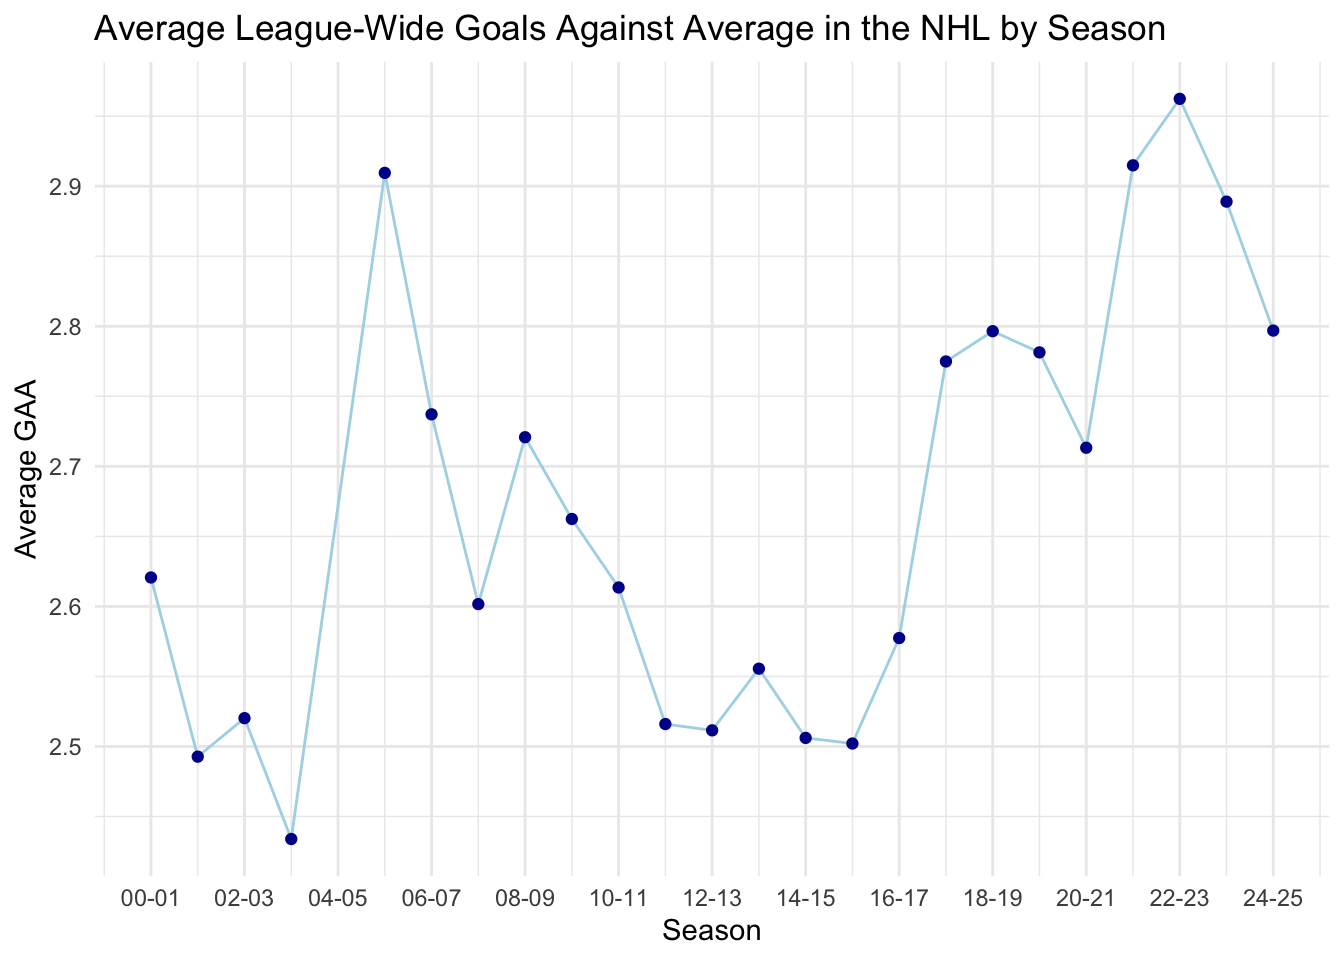 Average League-Wide Goals Against Average in the NHL by Season
Average GAA
2.9
2.8
2.7
2.6
2.5
00-01 02-03 04-05 06-07 08-09 10-11 12-13 14-15 16-17 18-19 20-21 22-23 24-25
Season